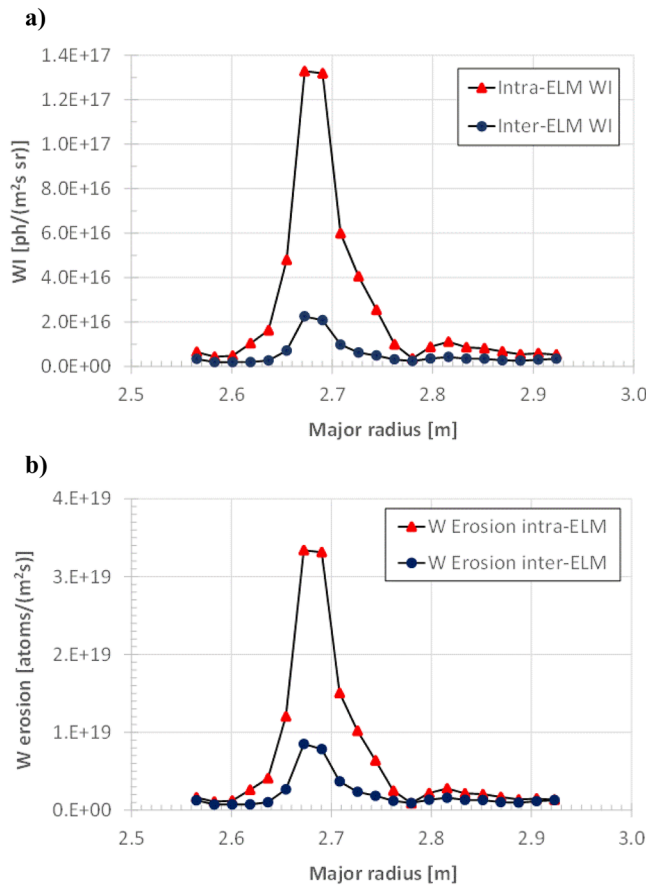 a)
1.4E+17
1.2E+17
1.0E+17
8.0E+16
6.0E+16
4.0E+16
2.0E+16
0.0E+00
WI [ph/(m²s sr)]
Intra-ELM WI
Inter-ELM WI
2.5 2.6 2.7 2.8 2.9 3.0
Major radius [m]
b)
4.E+19
3.E+19
2.E+19
1.E+19
0.E+00
W erosion [atoms/(m²s)]
W Erosion intra-ELM
W Erosion inter-ELM
2.5 2.6 2.7 2.8 2.9 3.0
Major radius [m]